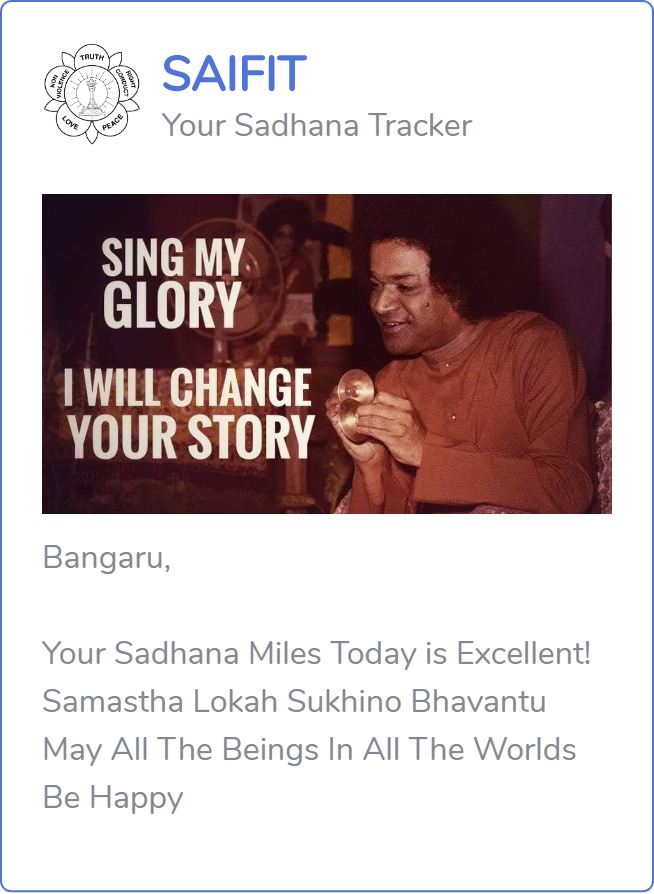 TRUTH
RIGHT
CONDUCT
PEACE
LOVE
NON
VIOLENCE
SAIFIT
Your Sadhana Tracker
SING MY
GLORY
I WILL CHANGE
YOUR STORY
Bangaru,
Your Sadhana Miles Today is Excellent!
Samastha Lokah Sukhino Bhavantu
May All The Beings In All The Worlds
Be Happy